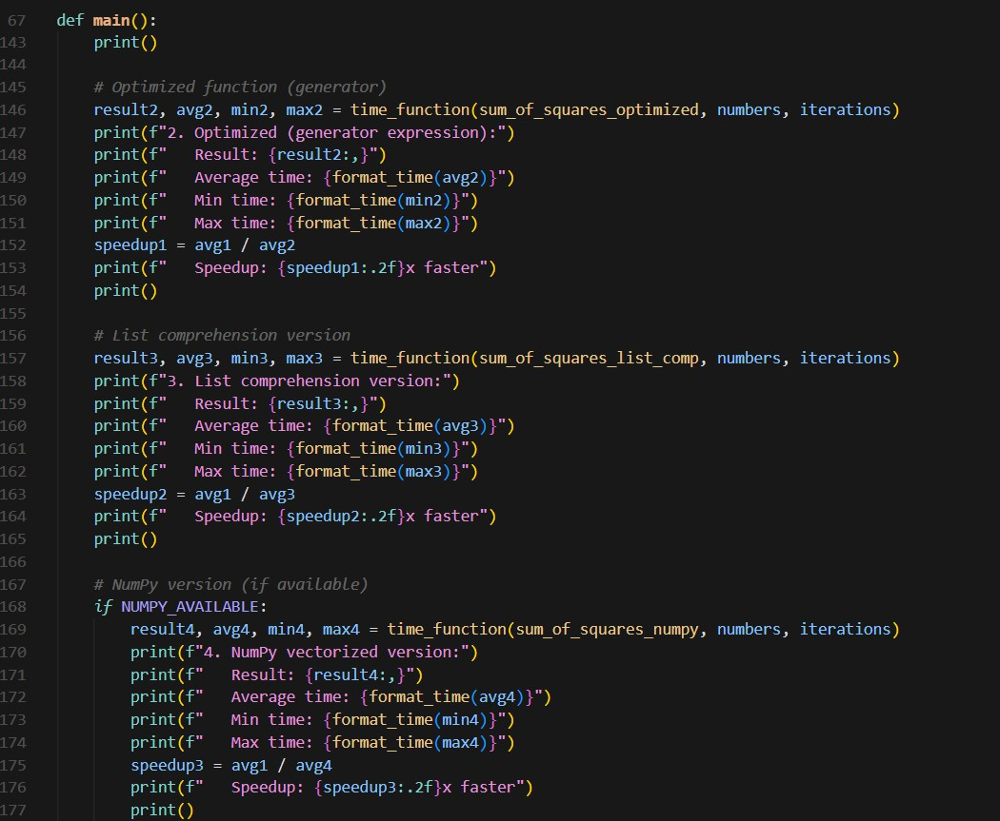 67 def main():
143     print()
144
145     # Optimized function (generator)
146     result2, avg2, min2, max2 = time_function(sum_of_squares_optimized, numbers, iterations)
147     print(f"2. Optimized (generator expression):")
148     print(f"   Result: {result2:,}")
149     print(f"   Average time: {format_time(avg2)}")
150     print(f"   Min time: {format_time(min2)}")
151     print(f"   Max time: {format_time(max2)}")
152     speedup1 = avg1 / avg2
153     print(f"   Speedup: {speedup1:.2f}x faster")
154     print()
155
156     # List comprehension version
157     result3, avg3, min3, max3 = time_function(sum_of_squares_list_comp, numbers, iterations)
158     print(f"3. List comprehension version:")
159     print(f"   Result: {result3:,}")
160     print(f"   Average time: {format_time(avg3)}")
161     print(f"   Min time: {format_time(min3)}")
162     print(f"   Max time: {format_time(max3)}")
163     speedup2 = avg1 / avg3
164     print(f"   Speedup: {speedup2:.2f}x faster")
165     print()
166
167     # NumPy version (if available)
168     if NUMPY_AVAILABLE:
169         result4, avg4, min4, max4 = time_function(sum_of_squares_numpy, numbers, iterations)
170         print(f"4. NumPy vectorized version:")
171         print(f"   Result: {result4:,}")
172         print(f"   Average time: {format_time(avg4)}")
173         print(f"   Min time: {format_time(min4)}")
174         print(f"   Max time: {format_time(max4)}")
175         speedup3 = avg1 / avg4
176         print(f"   Speedup: {speedup3:.2f}x faster")
177         print()